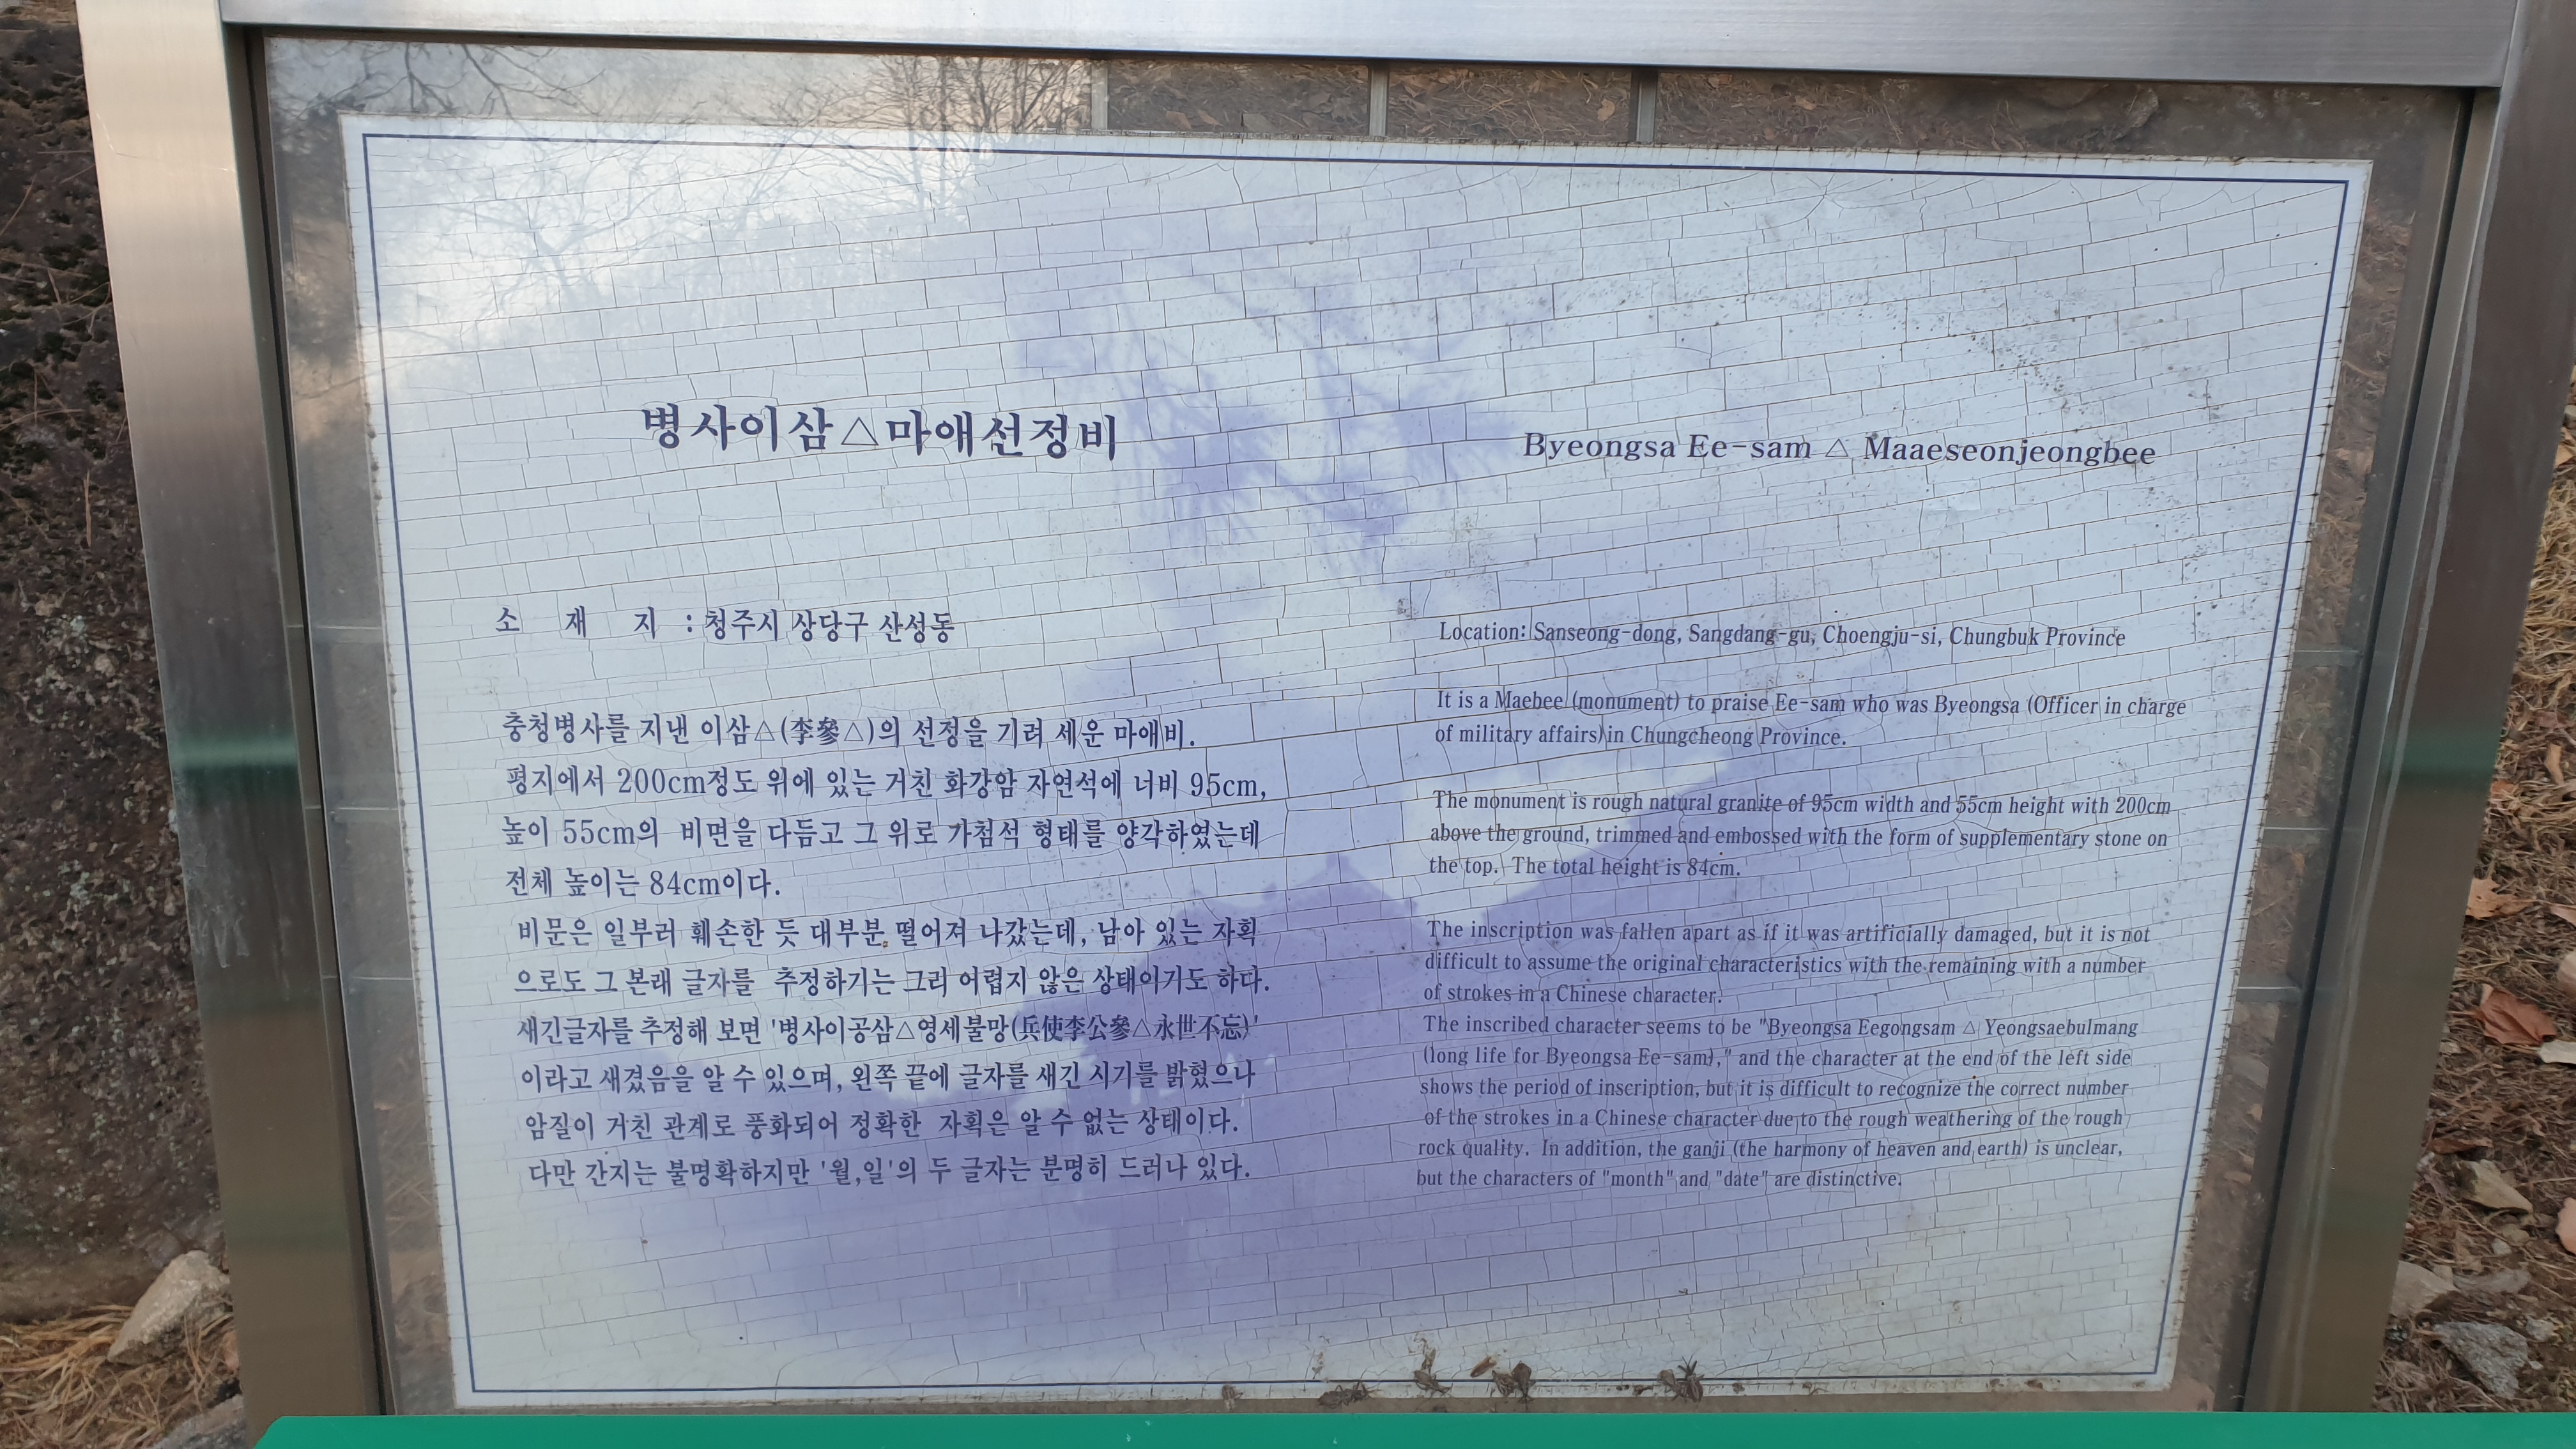 병사이삼△마애선정비
소 재 지 : 청주시 상당구 산성동
충청병사를 지낸 이삼△(李參△)의 선정을 기려 세운 마애비.
평지에서 200cm정도 위에 있는 거친 화강암 자연석에 너비 95cm,
높이 55cm의 비면을 다듬고 그 위로 가첨석 형태를 양각하였는데
전체 높이는 84cm이다.
비문은 일부러 훼손한 듯 대부분 떨어져 나갔는데, 남아 있는 자획
으로도 그 본래 글자를 추정하기는 그리 어렵지 않은 상태이기도 하다.
새긴글자를 추정해 보면 '병사이공삼△영세불망(兵使李公參△永世不忘)'
이라고 새겼음을 알 수 있으며, 왼쪽 끝에 글자를 새긴 시기를 밝혔으나
암질이 거친 관계로 풍화되어 정확한 자획은 알 수 없는 상태이다.
다만 간지는 불명확하지만 '월,일'의 두 글자는 분명히 드러나 있다.
Byeongsa Ee-sam △ Maaeseonjeongbee
Location: Sanseong-dong, Sangdang-gu, Choengju-si, Chungbuk Province
It is a Maebee (monument) to praise Ee-sam who was Byeongsa (Officer in charge
of military affairs) in Chungcheong Province.
The monument is rough natural granite of 95cm width and 55cm height with 200cm
above the ground, trimmed and embossed with the form of supplementary stone on
the top. The total height is 84cm.
The inscription was fallen apart as if it was artificially damaged, but it is not
difficult to assume the original characteristics with the remaining with a number
of strokes in a Chinese character.
The inscribed character seems to be "Byeongsa Eegongsam △ Yeongsaebulmang
(long life for Byeongsa Ee-sam)," and the character at the end of the left side
shows the period of inscription, but it is difficult to recognize the correct number
of the strokes in a Chinese character due to the rough weathering of the rough
rock quality. In addition, the ganji (the harmony of heaven and earth) is unclear,
but the characters of "month" and "date" are distinctive.